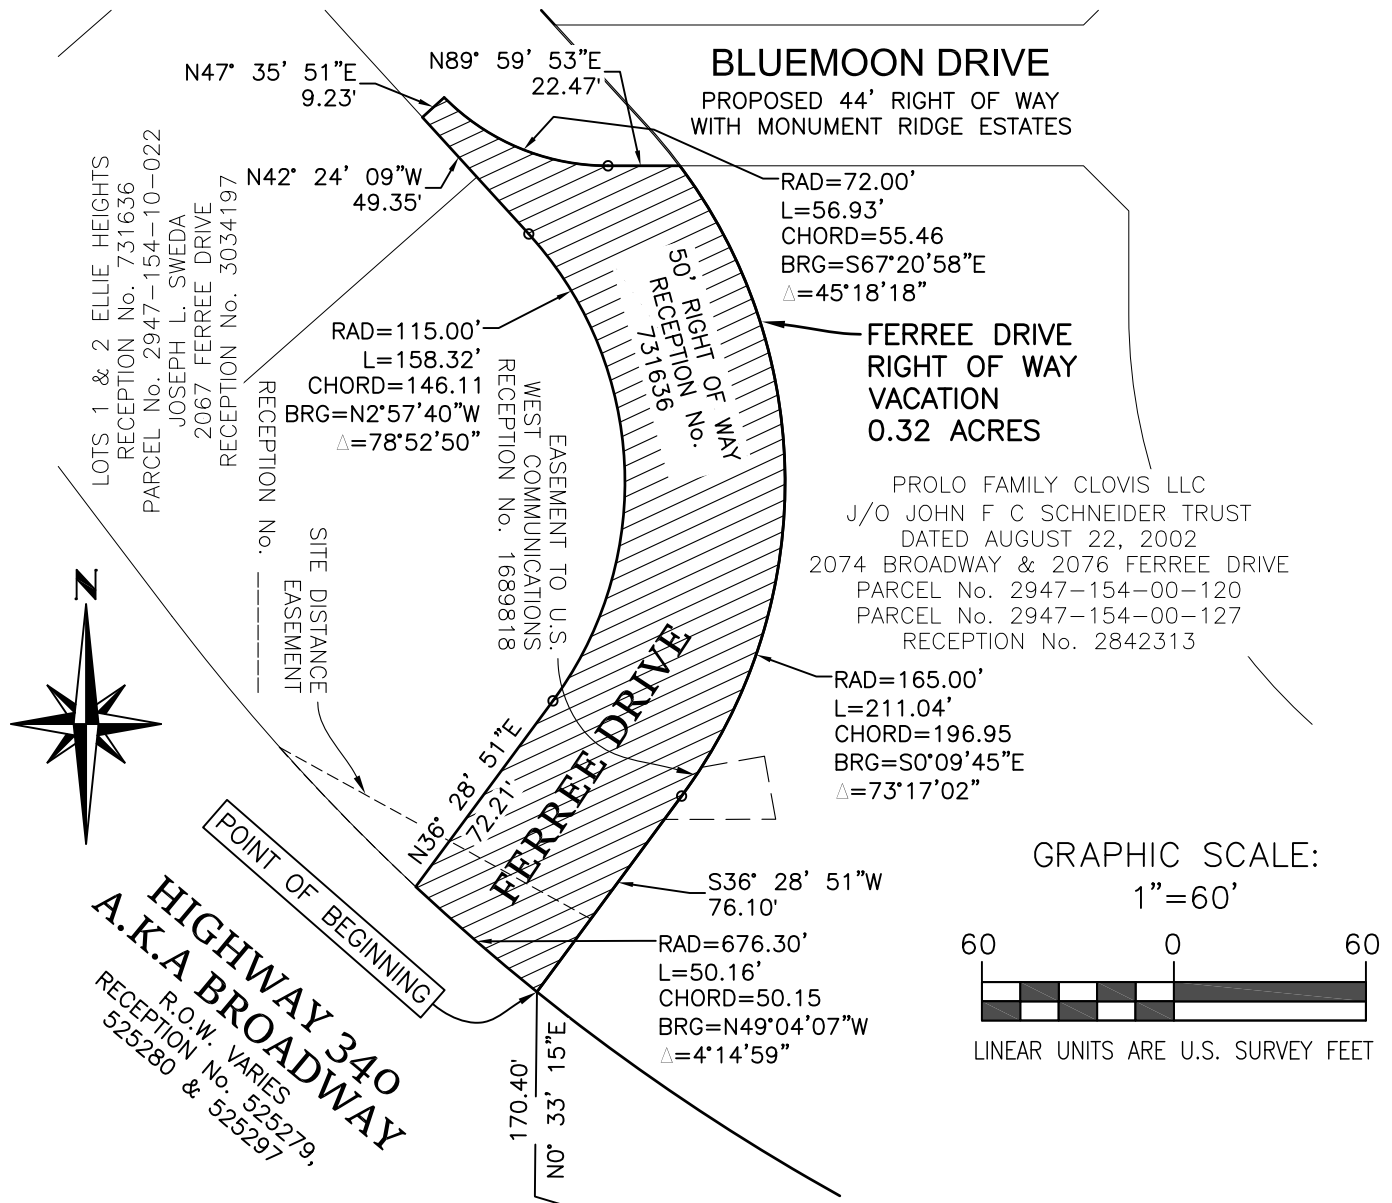 N47° 35' 51"E
9.23'
N89° 59' 53"E
22.47'
BLUEMOON DRIVE
PROPOSED 44' RIGHT OF WAY
WITH MONUMENT RIDGE ESTATES
N42° 24' 09"W
49.35'
RAD=72.00'
L=56.93'
CHORD=55.46
BRG=S67°20'58"E
△=45°18'18"
LOTS 1 & 2 ELLIE HEIGHTS
RECEPTION No. 731636
PARCEL No. 2947-154-10-022
JOSEPH L. SWEDA
2067 FERREE DRIVE
RECEPTION No. 3034197
50' RIGHT OF WAY
RECEPTION No.
731636
FERREE DRIVE
RIGHT OF WAY
VACATION
0.32 ACRES
RAD=115.00'
L=158.32'
CHORD=146.11
BRG=N2°57'40"W
△=78°52'50"
EASEMENT TO U.S.
WEST COMMUNICATIONS
RECEPTION No. 1689818
SITE DISTANCE
EASEMENT
RECEPTION No. _______
PROLO FAMILY CLOVIS LLC
J/O JOHN F C SCHNEIDER TRUST
DATED AUGUST 22, 2002
2074 BROADWAY & 2076 FERREE DRIVE
PARCEL No. 2947-154-00-120
PARCEL No. 2947-154-00-127
RECEPTION No. 2842313
N
RAD=165.00'
L=211.04'
CHORD=196.95
BRG=S0°09'45"E
△=73°17'02"
N36° 28' 51"E
72.21'
FERREE DRIVE
S36° 28' 51"W
76.10'
POINT OF BEGINNING
RAD=676.30'
L=50.16'
CHORD=50.15
BRG=N49°04'07"W
△=4°14'59"
HIGHWAY 340
A.K.A BROADWAY
R.O.W. VARIES
RECEPTION No. 525279,
525280 & 525297
170.40'
N0° 33' 15"E
GRAPHIC SCALE:
1"=60'
60 0 60
LINEAR UNITS ARE U.S. SURVEY FEET